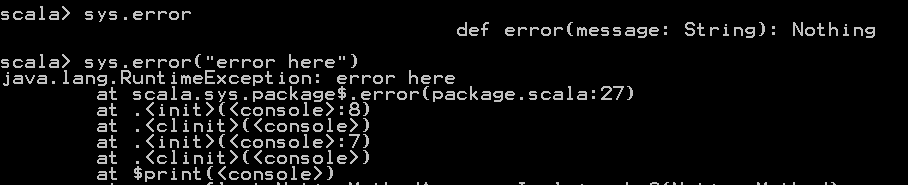 scala> sys.error
def error(message: String): Nothing
scala> sys.error("error here")
java.lang.RuntimeException: error here
at scala.sys.package$.error(package.scala:27)
at .<init>(<console>:8)
at .<clinit>(<console>)
at .<init>(<console>:7)
at .<clinit>(<console>)
at $print(<console>)